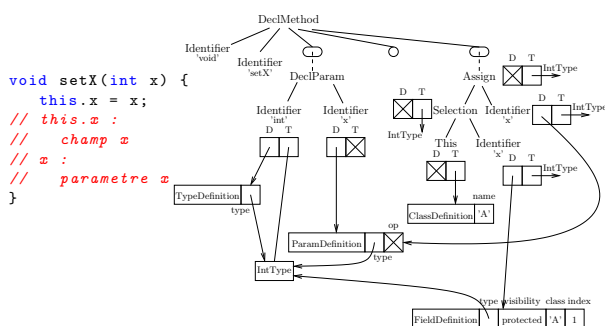 void setX(int x) {
this.x = x;
// this.x :
// champ x
// x :
// parametre x
}
DeclMethod
Identifier
'void'
Identifier
'setX'
DeclParam
Identifier
'int'
D T
Identifier
'x'
D T
Assign
D T
IntType
Selection
D T
IntType
Identifier
'x'
D T
IntType
This
D T
Identifier
'x'
D T
IntType
TypeDefinition
type
name
ClassDefinition 'A'
ParamDefinition
op
type
IntType
type visibility class index
FieldDefinition protected 'A' 1